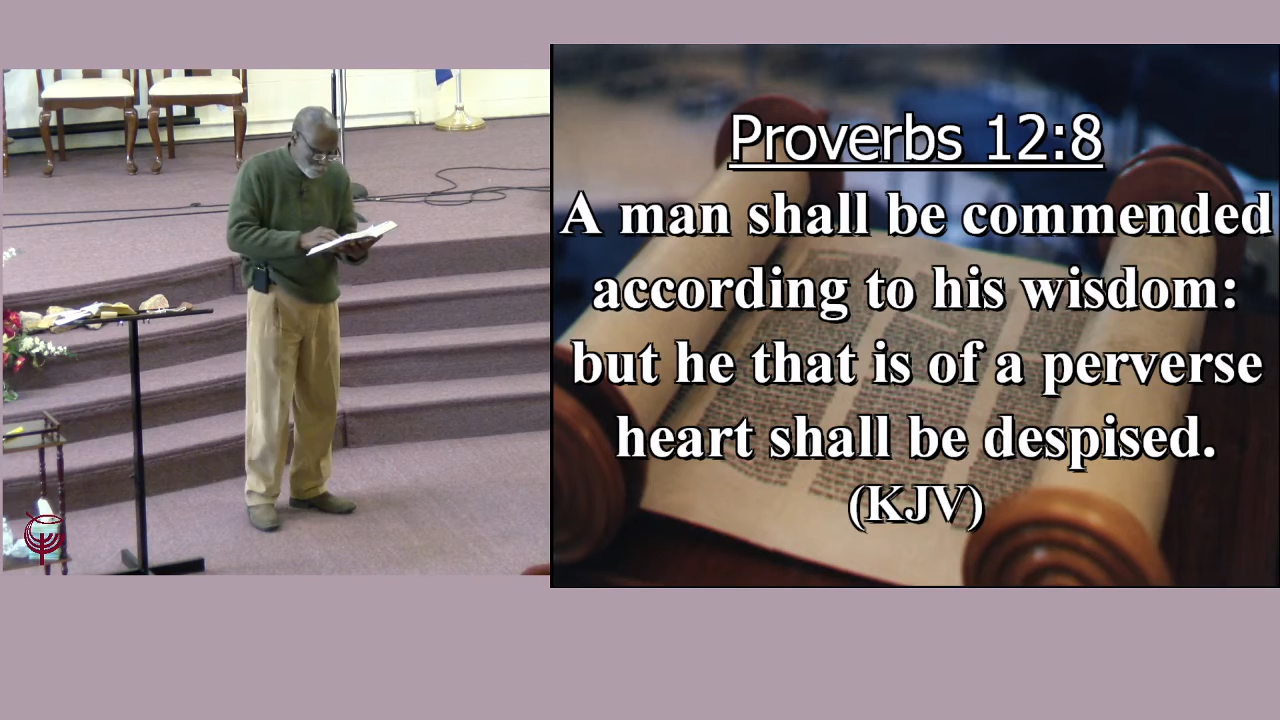 Proverbs 12:8
A man shall be commended
according to his wisdom:
but he that is of a perverse
heart shall be despised.
(KJV)